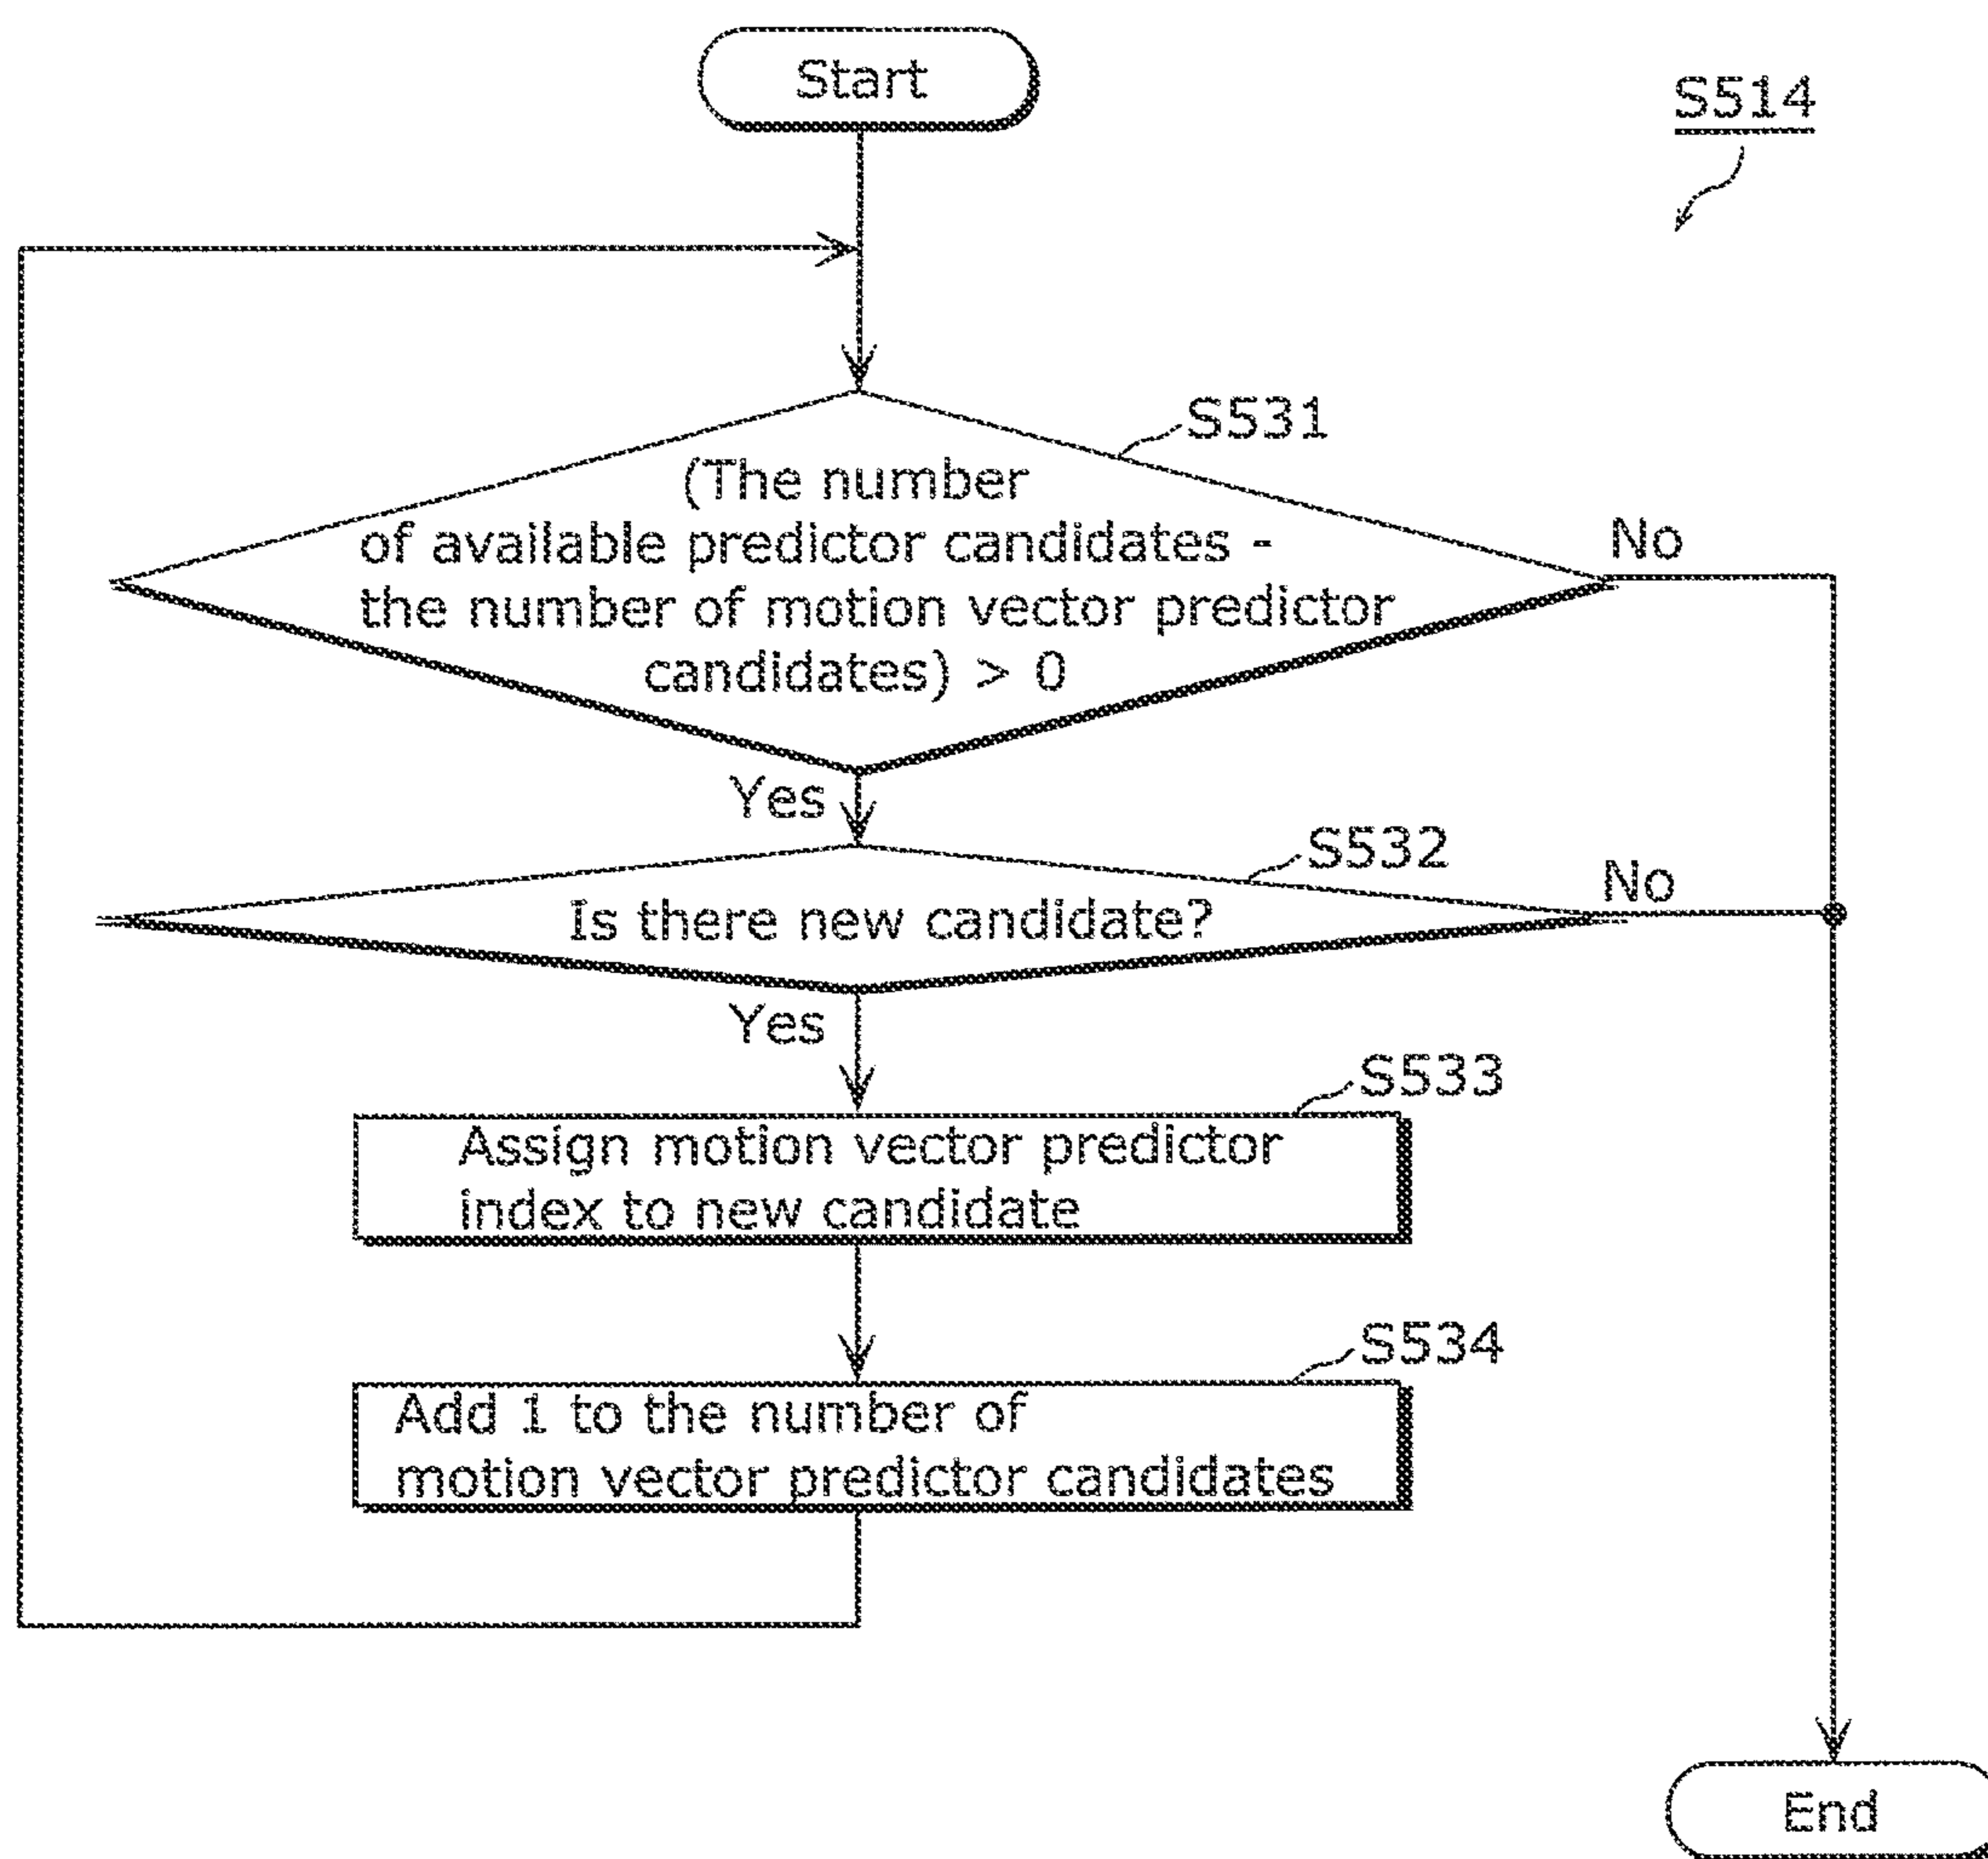 Start
S514
S531
(The number
of available predictor candidates -
the number of motion vector predictor
candidates) > 0
No
Yes
S532
Is there new candidate?
No
Yes
S533
Assign motion vector predictor
index to new candidate
S534
Add 1 to the number of
motion vector predictor candidates
End